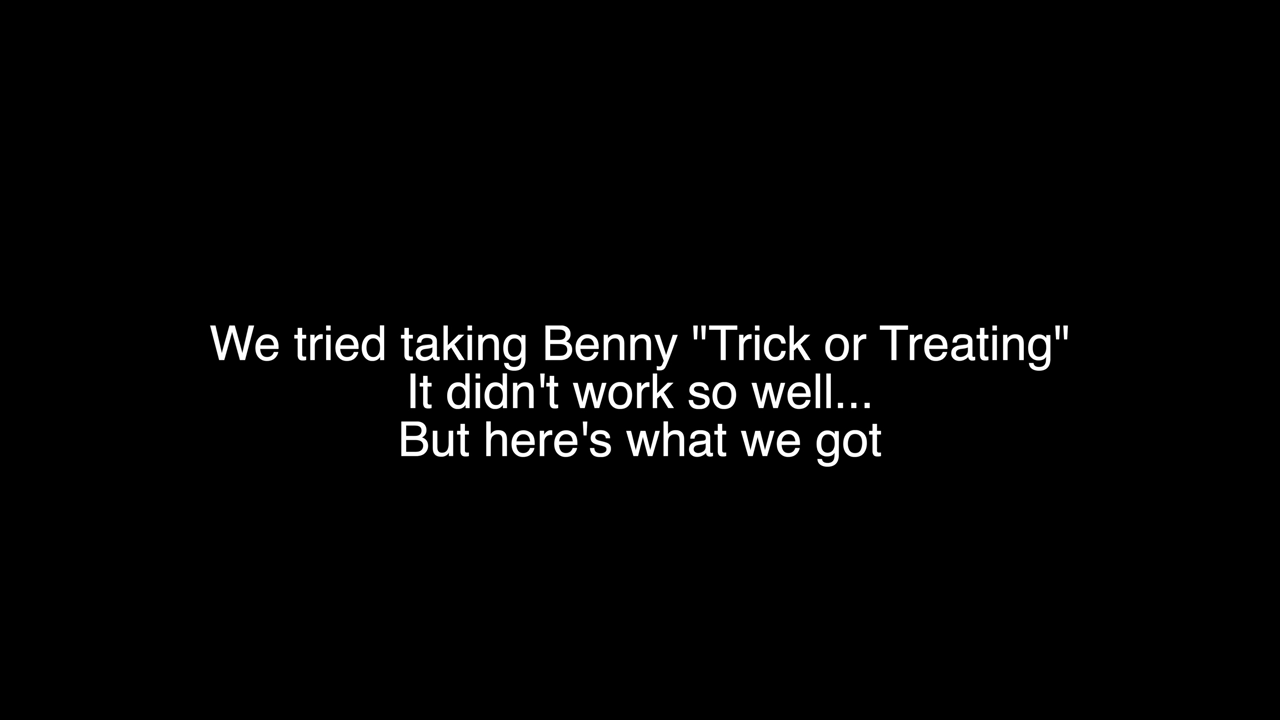 We tried taking Benny "Trick or Treating"
It didn't work so well...
But here's what we got